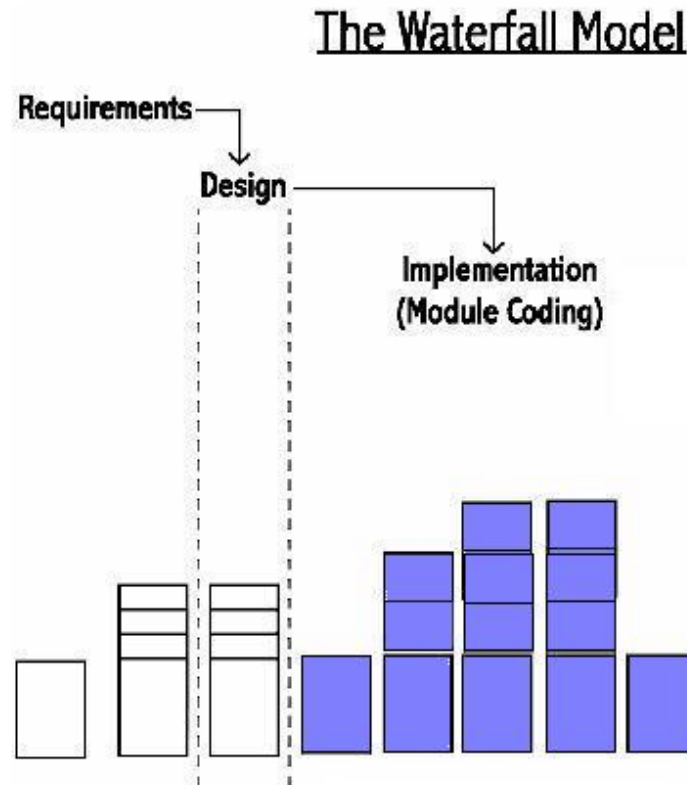 The Waterfall Model
Requirements
Design
Implementation
(Module Coding)